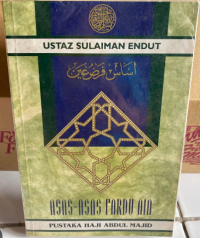 USTAZ SULAIMAN ENDUT
اساس فرض عين
ASAS-ASAS FARDU AIN
PUSTAKA HAJI ABDUL MAJID